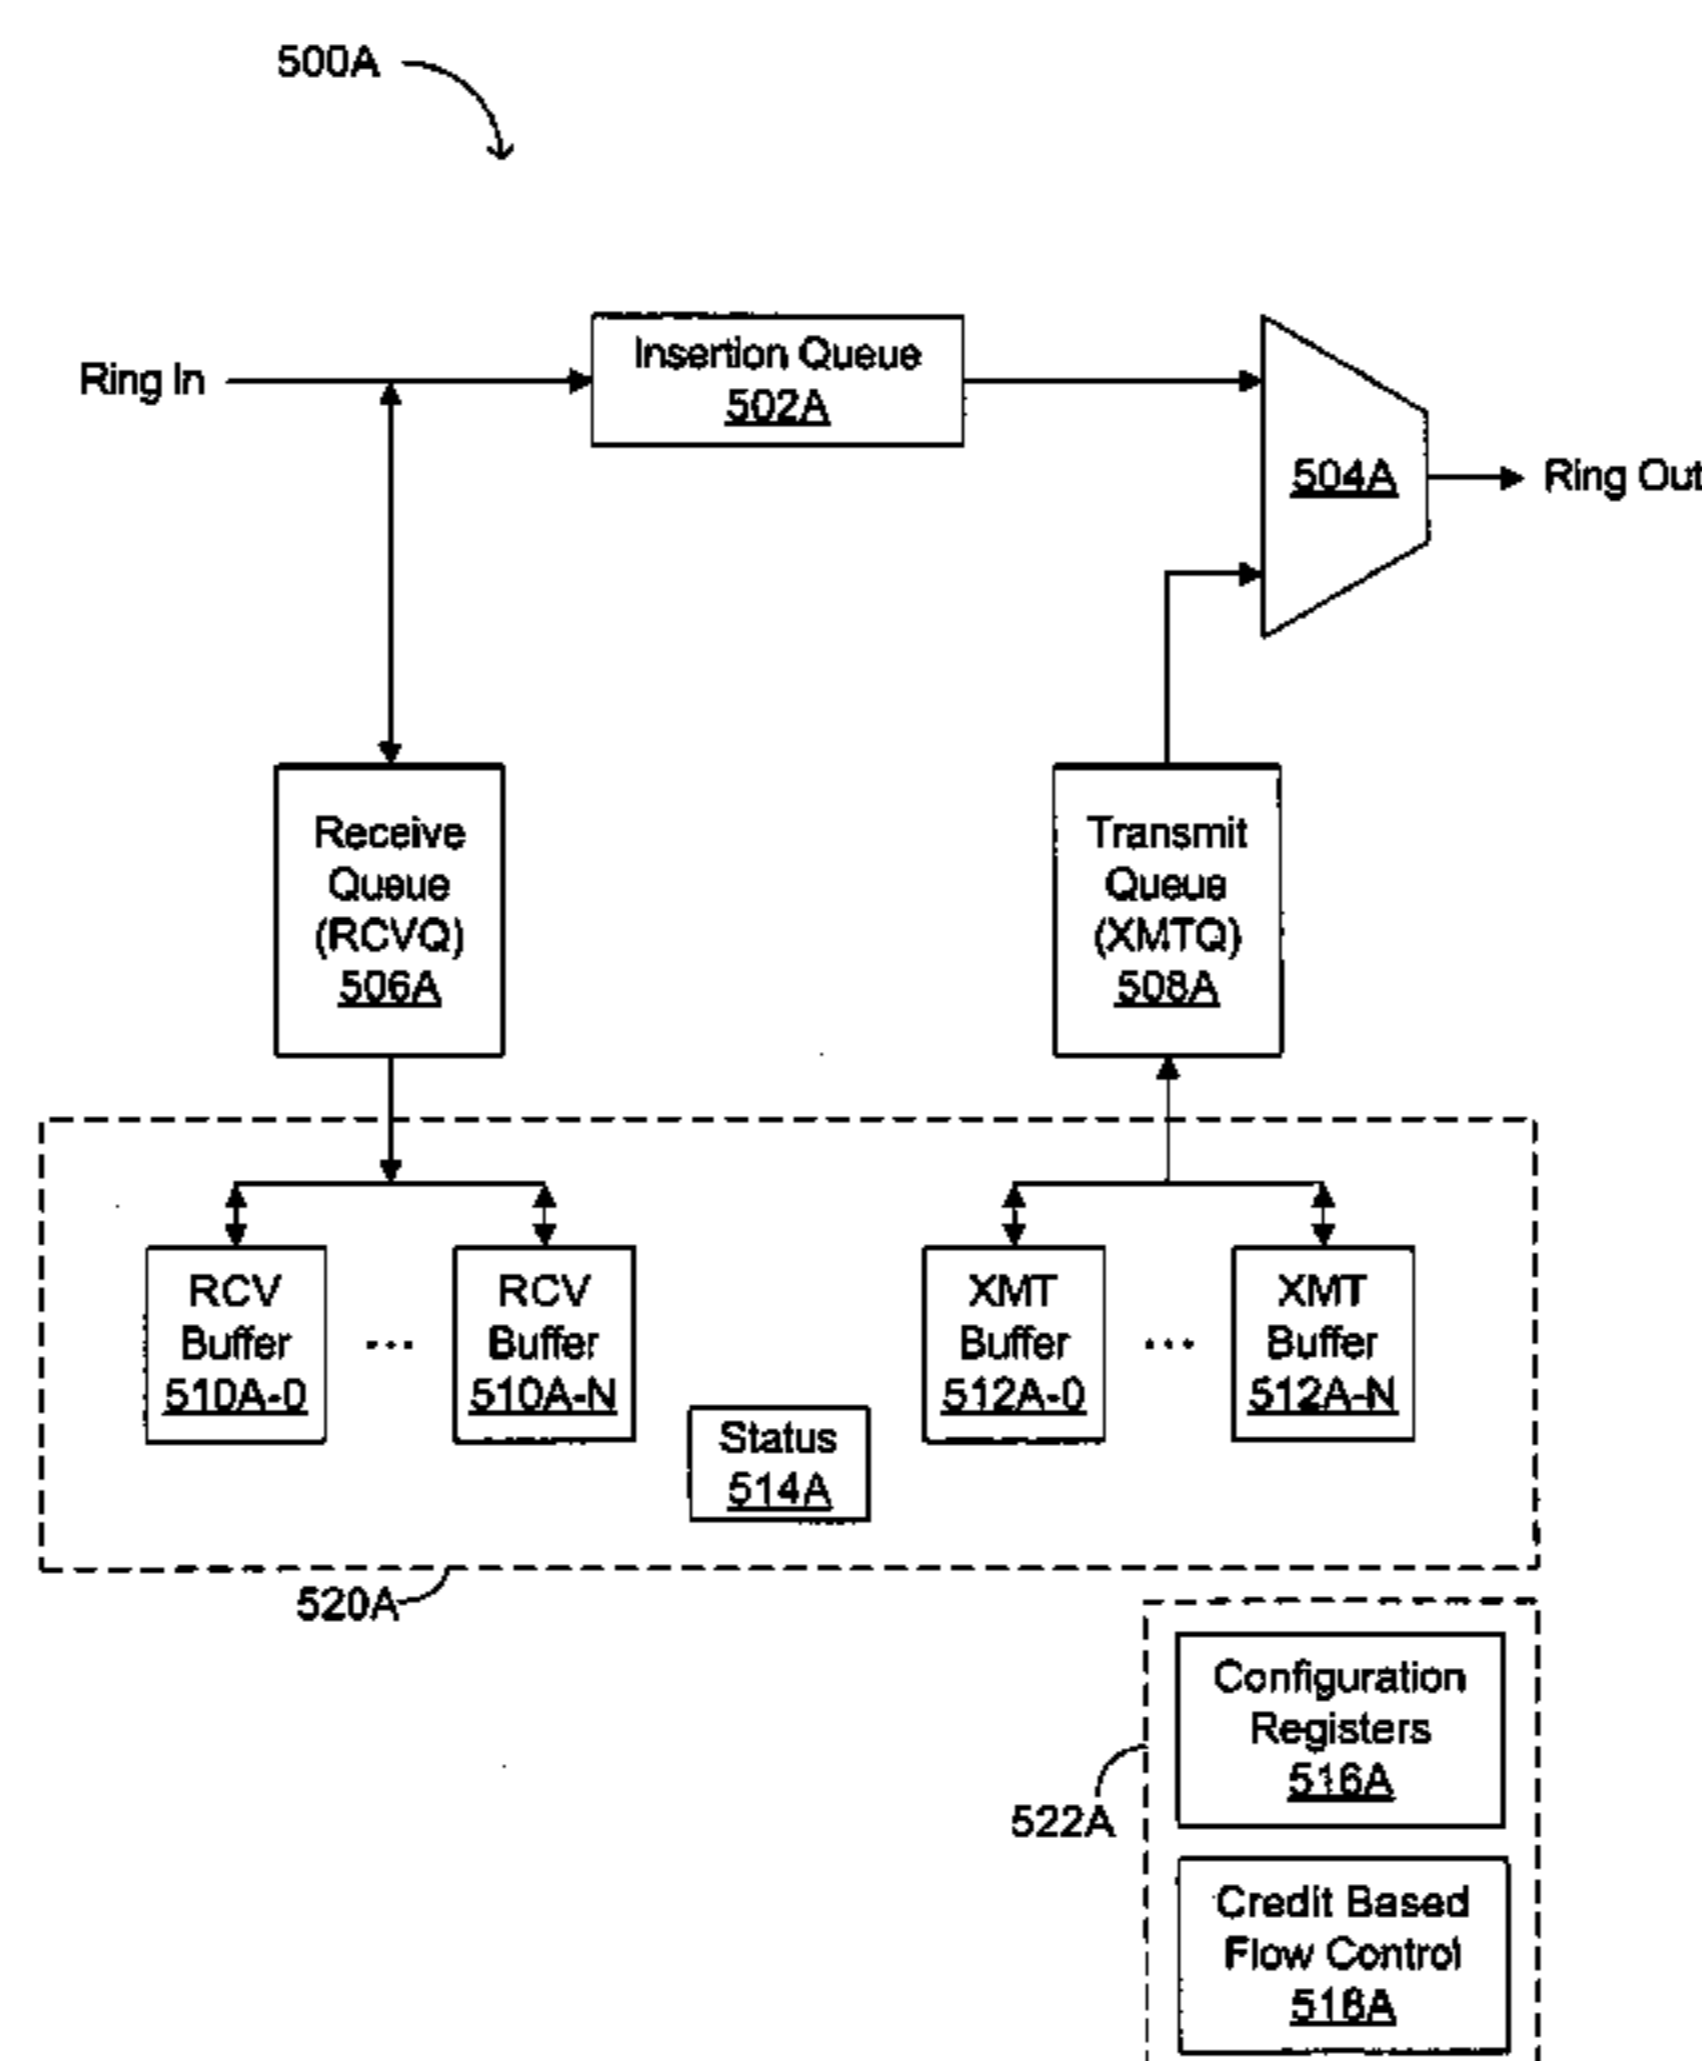 500A
Ring In
Insertion Queue
502A
504A
Ring Out
Receive
Queue
(RCVQ)
506A
Transmit
Queue
(XMTQ)
508A
RCV
Buffer
510A-0
...
RCV
Buffer
510A-N
Status
514A
XMT
Buffer
512A-0
...
XMT
Buffer
512A-N
520A
522A
Configuration
Registers
516A
Credit Based
Flow Control
518A